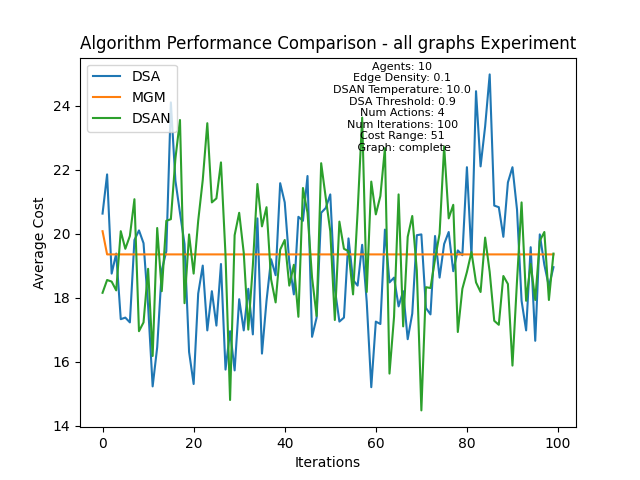 Algorithm Performance Comparison - all graphs Experiment
DSA
MGM
DSAN
Agents: 10
Edge Density: 0.1
DSAN Temperature: 10.0
DSA Threshold: 0.9
Num Actions: 4
Num Iterations: 100
Cost Range: 51
Graph: complete
Average Cost
24
22
20
18
16
14
0
20
40
60
80
100
Iterations